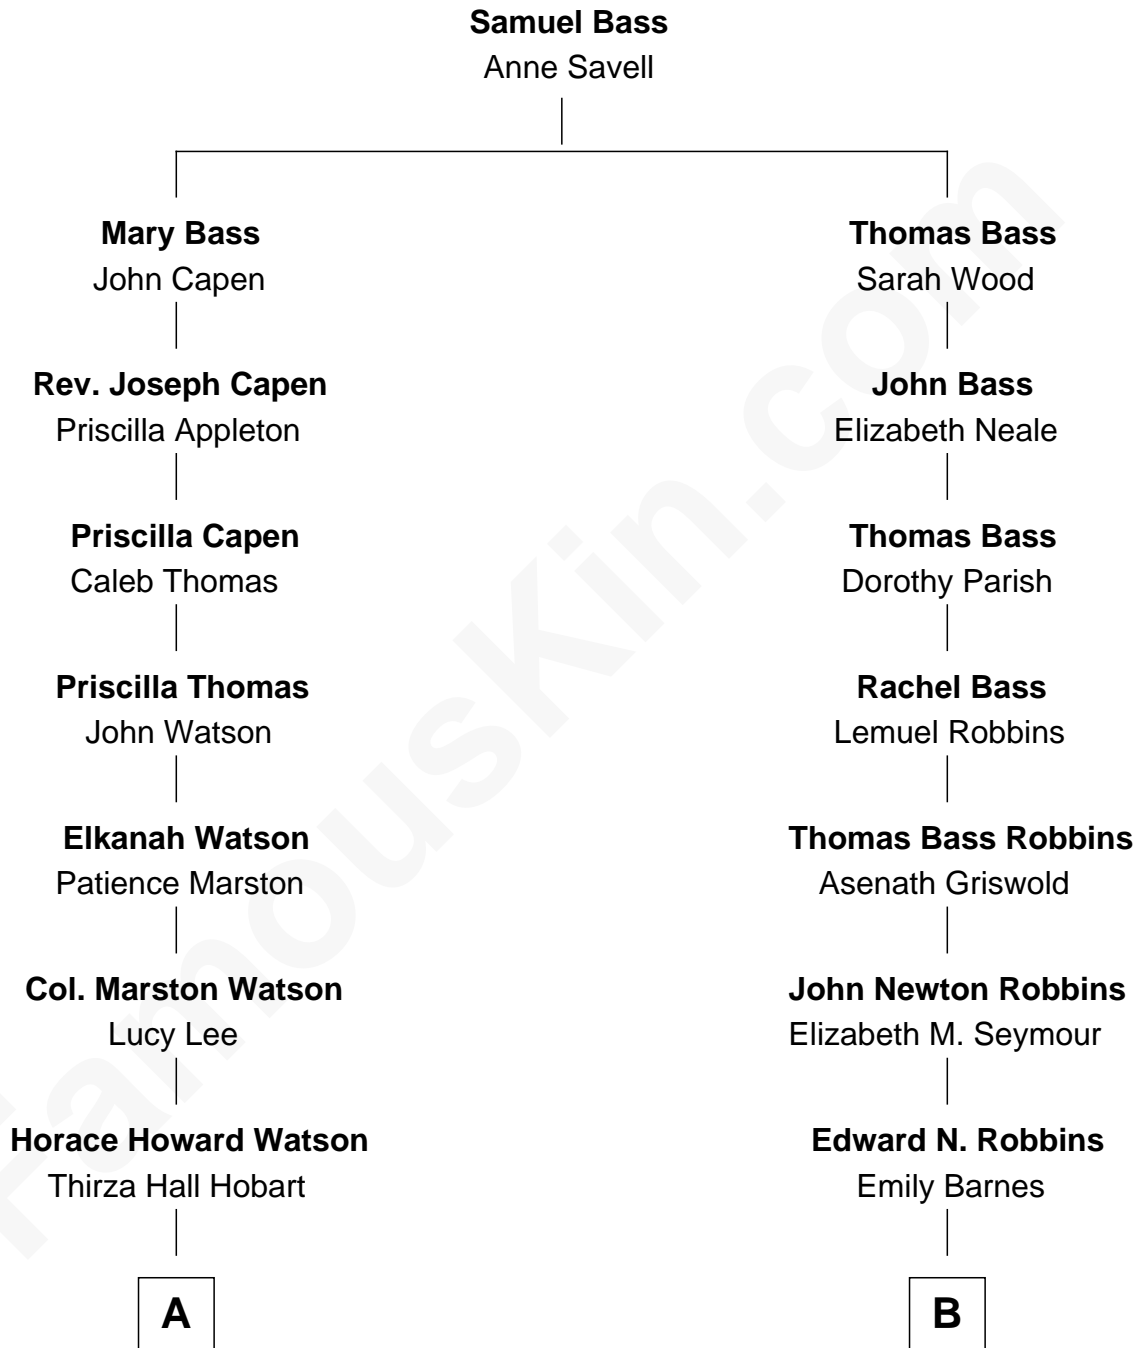 Samuel Bass
Anne Savell
Mary Bass
John Capen
Thomas Bass
Sarah Wood
Rev. Joseph Capen
Priscilla Appleton
John Bass
Elizabeth Neale
Priscilla Capen
Caleb Thomas
Thomas Bass
Dorothy Parish
Priscilla Thomas
John Watson
Rachel Bass
Lemuel Robbins
Elkanah Watson
Patience Marston
Thomas Bass Robbins
Asenath Griswold
Col. Marston Watson
Lucy Lee
John Newton Robbins
Elizabeth M. Seymour
Horace Howard Watson
Thirza Hall Hobart
Edward N. Robbins
Emily Barnes
A
B
FamousKin.com